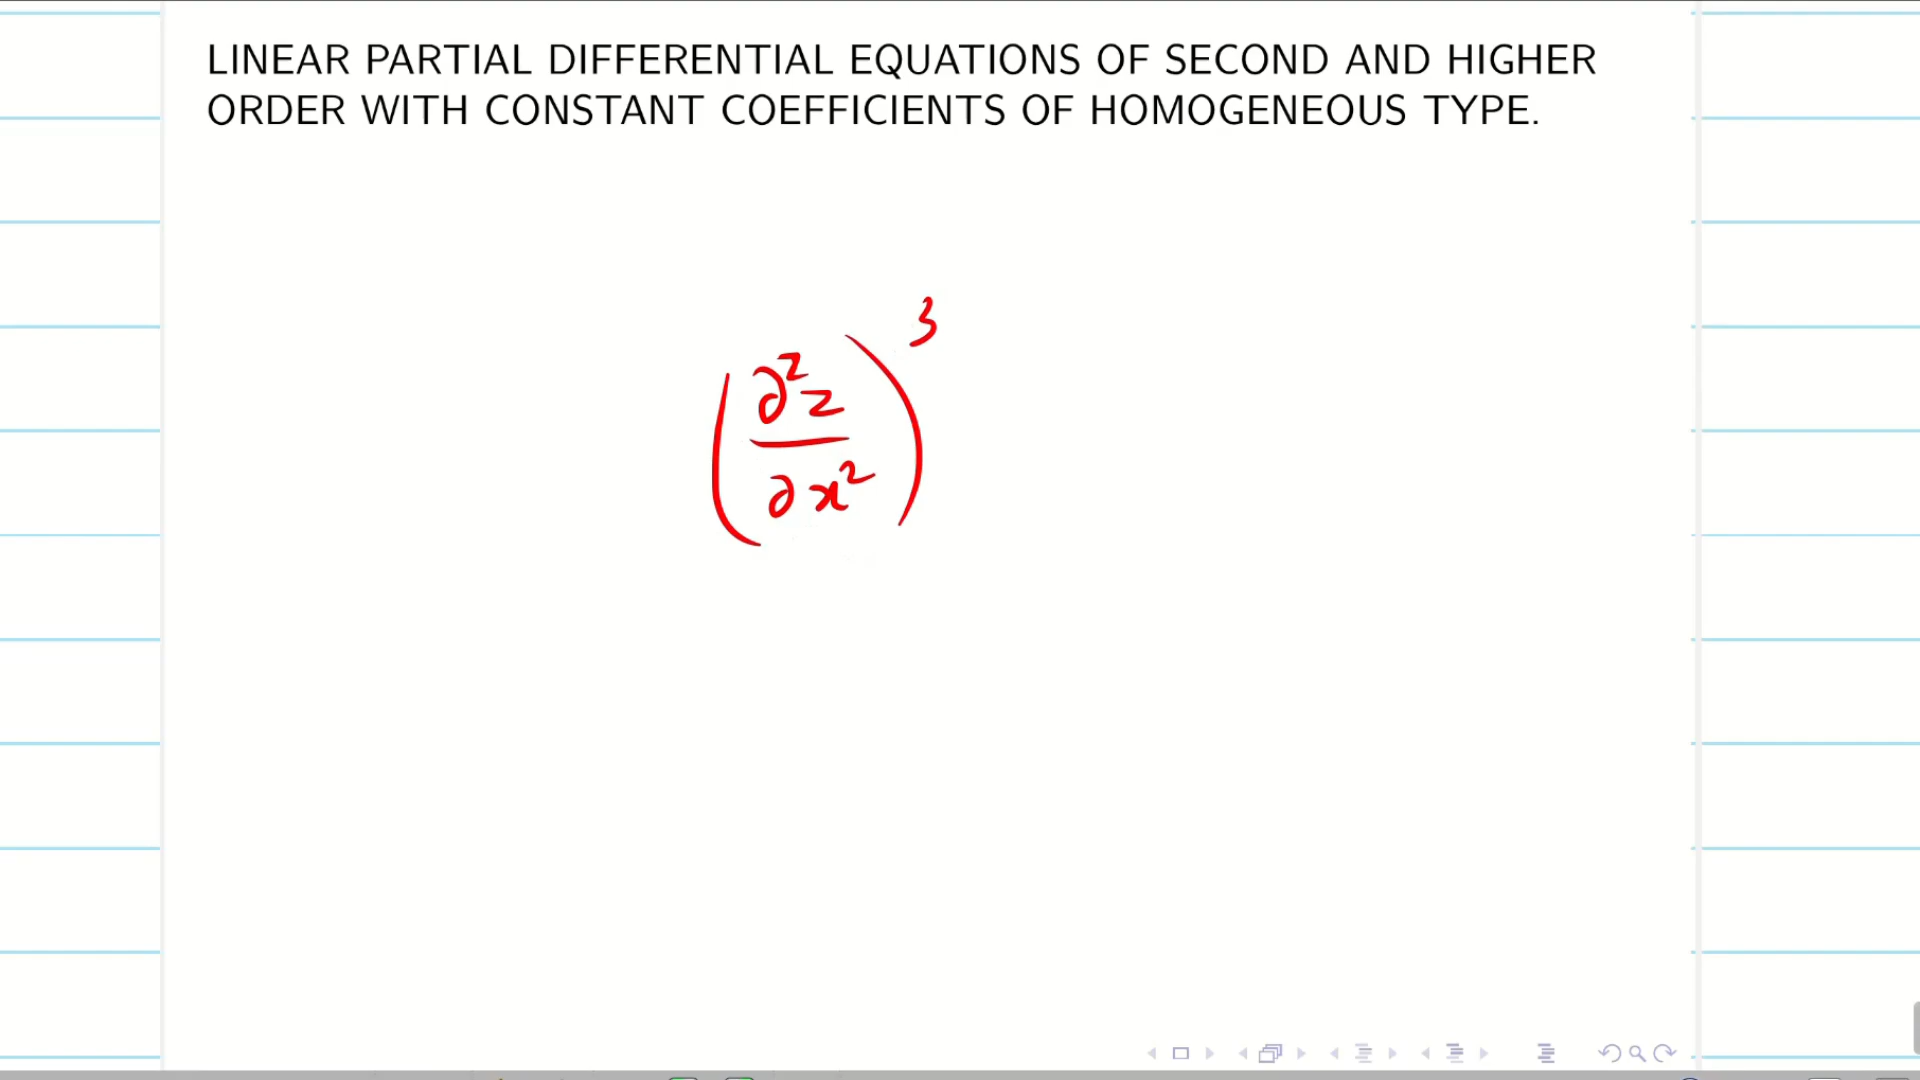 LINEAR PARTIAL DIFFERENTIAL EQUATIONS OF SECOND AND HIGHER
ORDER WITH CONSTANT COEFFICIENTS OF HOMOGENEOUS TYPE.
(∂²z/∂x²)³